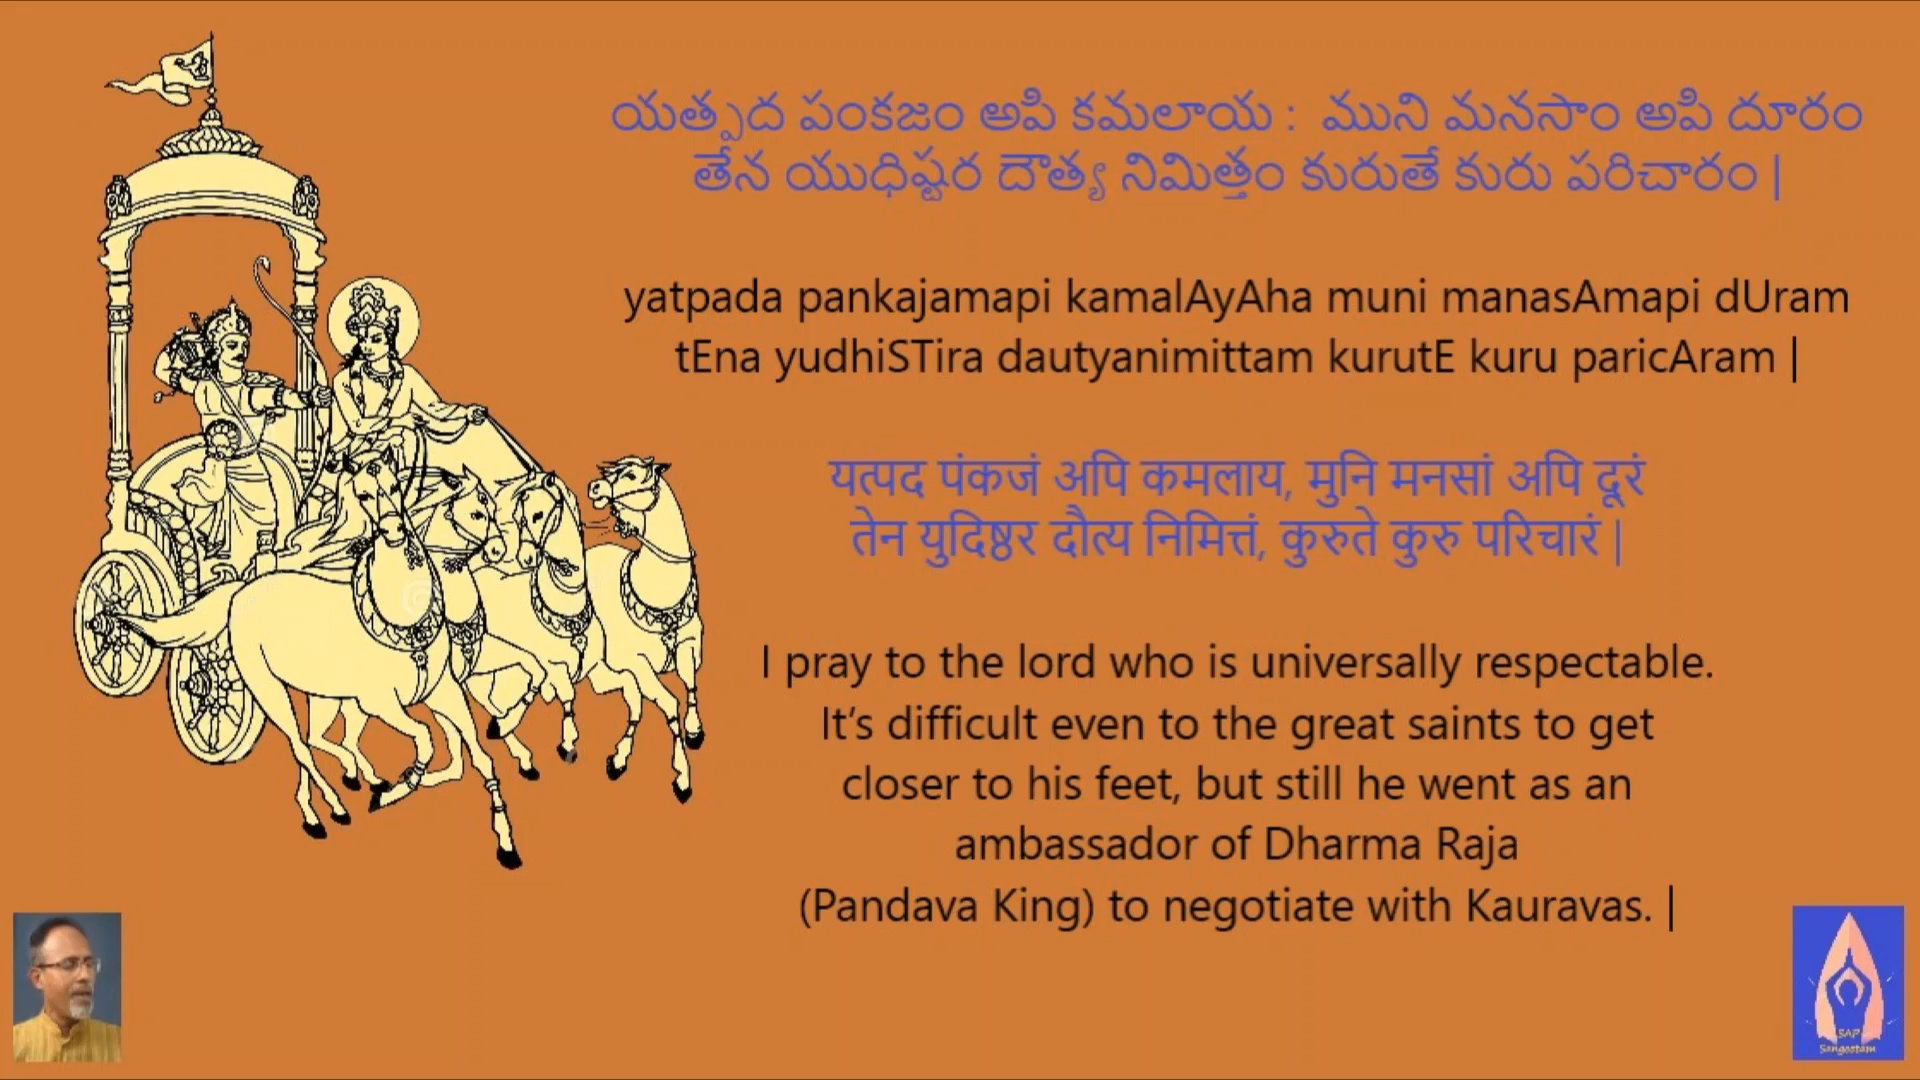 యత్పద పంకజం అపి కమలాయ : ముని మనసాం అపి దూరం
తేన యుధిష్టర దౌత్య నిమిత్తం కురుతే కురు పరిచారం |
yatpada pankajamapi kamalAyAha muni manasAmapi dUram
tEna yudhiSTira dautyanimittam kurutE kuru paricAram |
यत्पद पंकजं अपि कमलाय, मुनि मनसां अपि दूरं
तेन युदिष्ठर दौत्य निमित्तं, कुरुते कुरु परिचारं |
I pray to the lord who is universally respectable.
It’s difficult even to the great saints to get
closer to his feet, but still he went as an
ambassador of Dharma Raja
(Pandava King) to negotiate with Kauravas. |
SAP
Sangeetam